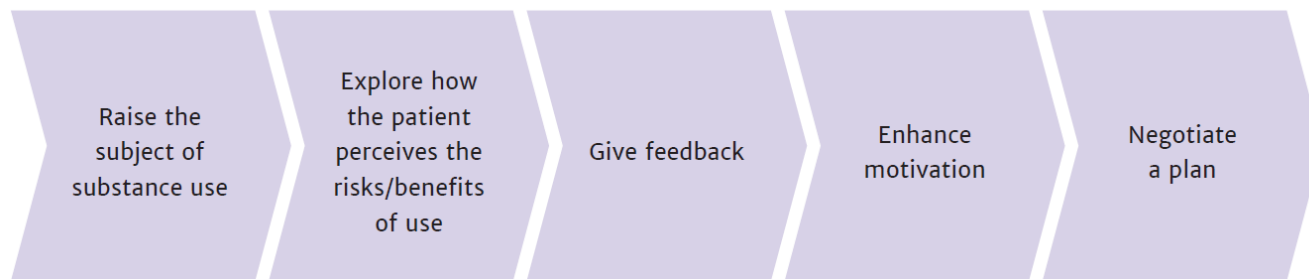 Raise the
subject of
substance use
Explore how
the patient
perceives the
risks/benefits
of use
Give feedback
Enhance
motivation
Negotiate
a plan